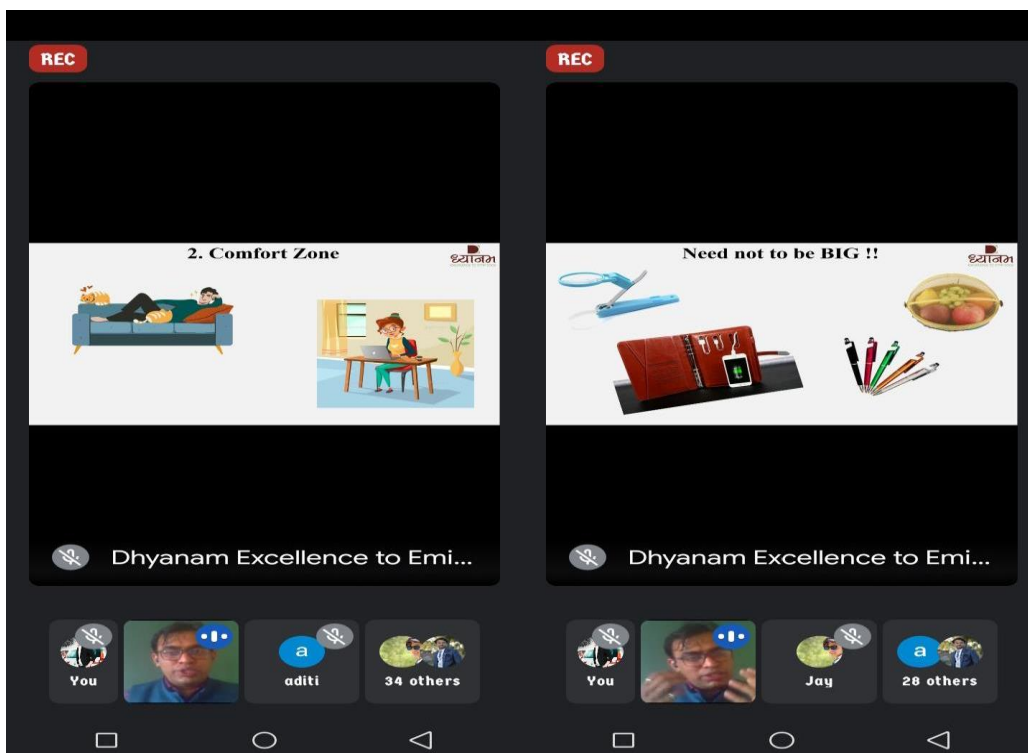 REC
2. Comfort Zone
ध्यानम
Dhyanam Excellence to Emi...
You
a
aditi
34 others
REC
Need not to be BIG !!
ध्यानम
Dhyanam Excellence to Emi...
You
Jay
a
28 others